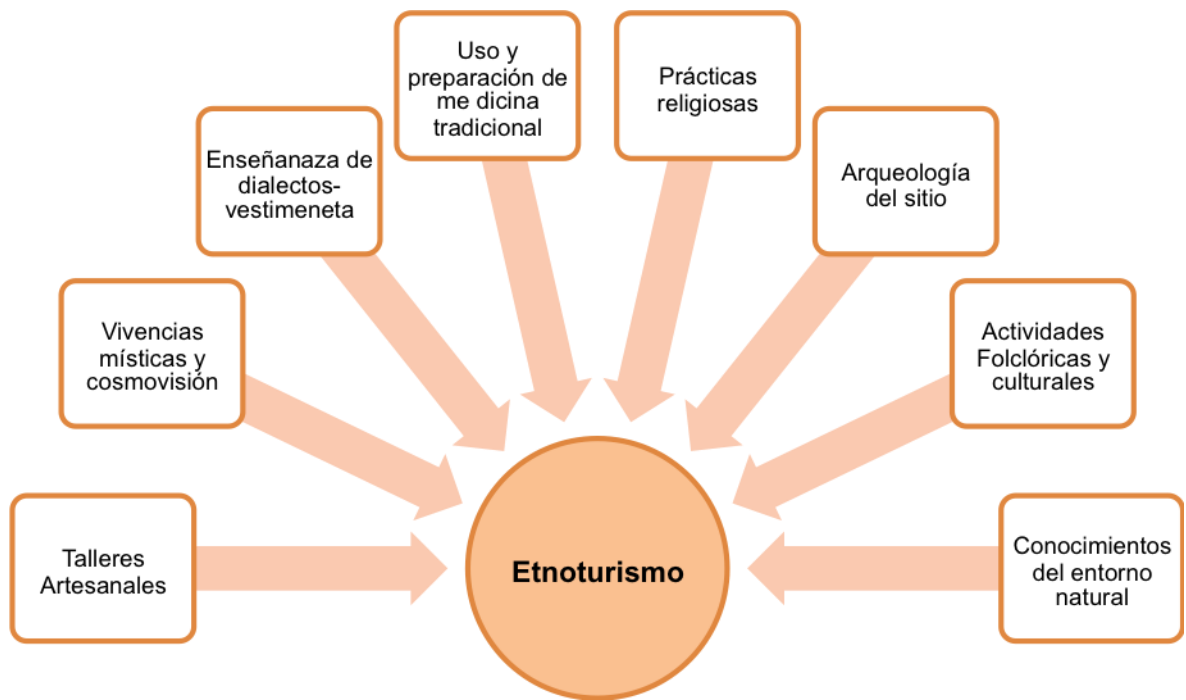 Uso y
preparación de
me dicina
tradicional
Prácticas
religiosas
Enseñanaza de
dialectos-
vestimeneta
Arqueología
del sitio
Vivencias
místicas y
cosmovisión
Actividades
Folclóricas y
culturales
Talleres
Artesanales
Etnoturismo
Conocimientos
del entorno
natural